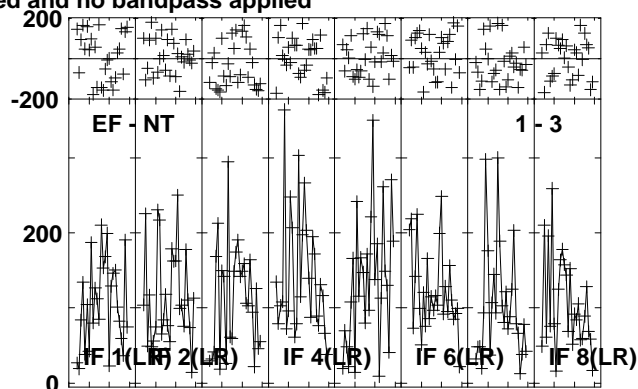 ed and no bandpass applied
200
-200
EF - NT
1 - 3
200
IF 1(LR)
IF 2(LR)
IF 4(LR)
IF 6(LR)
IF 8(LR)
0